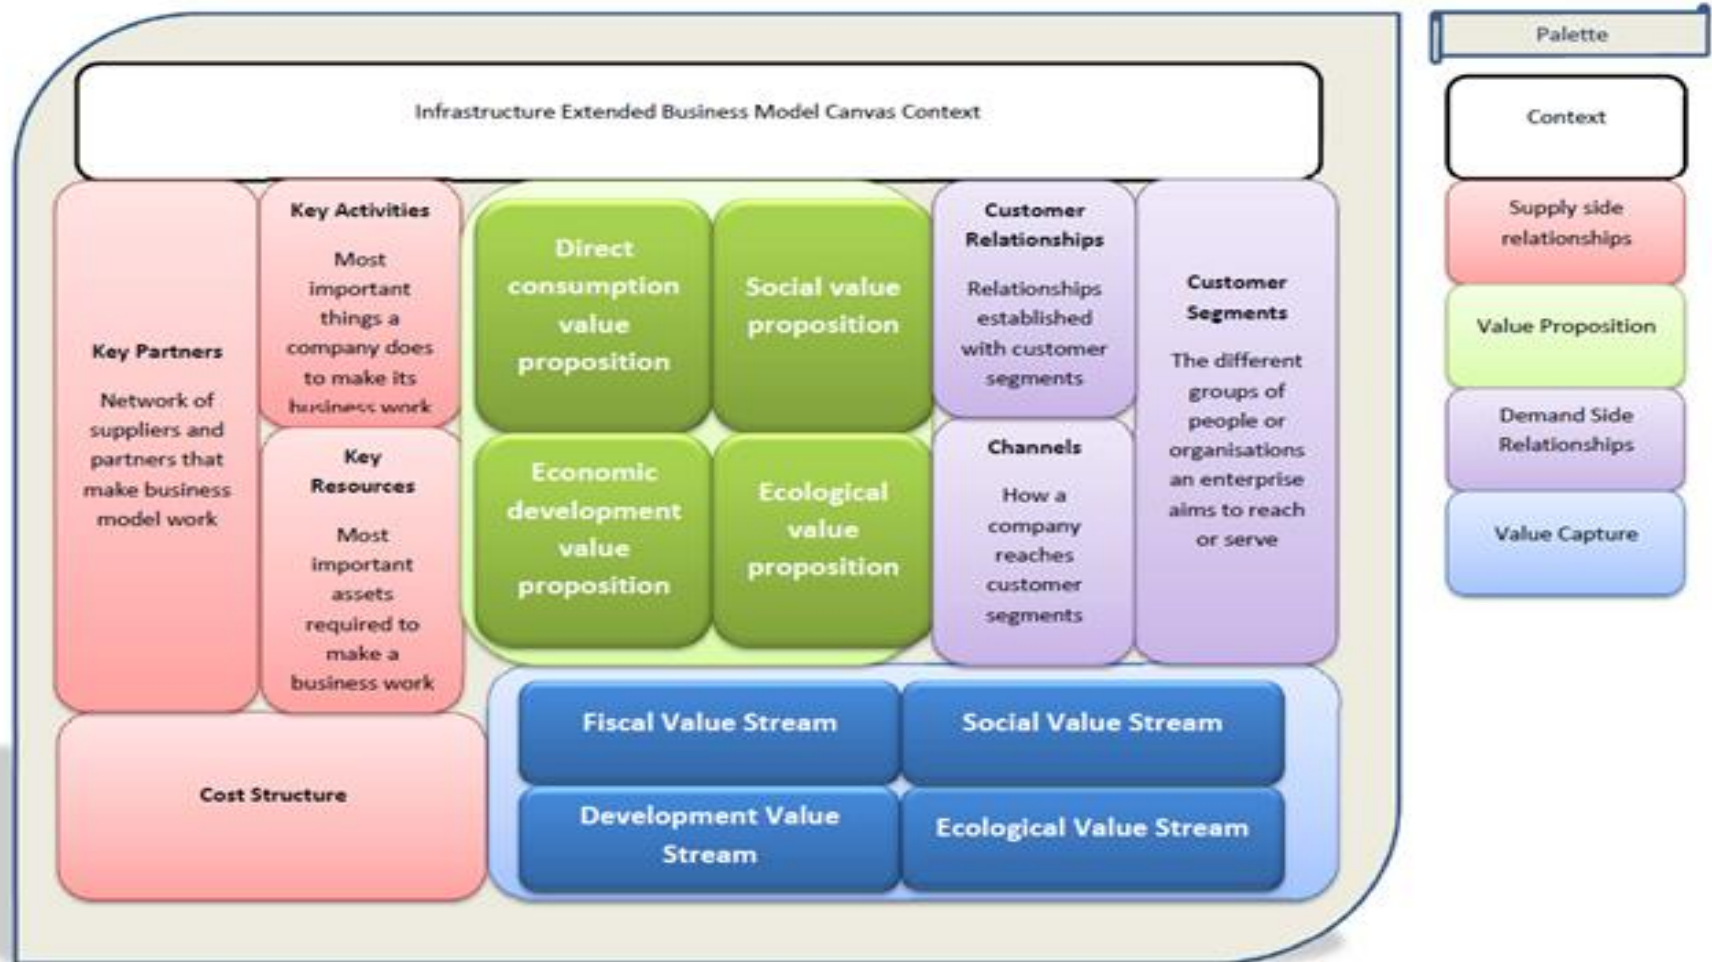 Infrastructure Extended Business Model Canvas Context
Key Partners
Network of
suppliers and
partners that
make business
model work
Key Activities
Most
important
things a
company does
to make its
business work
Key
Resources
Most
important
assets
required to
make a
business work
Direct
consumption
value
proposition
Social value
proposition
Economic
development
value
proposition
Ecological
value
proposition
Customer
Relationships
Relationships
established
with customer
segments
Channels
How a
company
reaches
customer
segments
Customer
Segments
The different
groups of
people or
organisations
an enterprise
aims to reach
or serve
Cost Structure
Fiscal Value Stream
Social Value Stream
Development Value
Stream
Ecological Value Stream
Palette
Context
Supply side
relationships
Value Proposition
Demand Side
Relationships
Value Capture